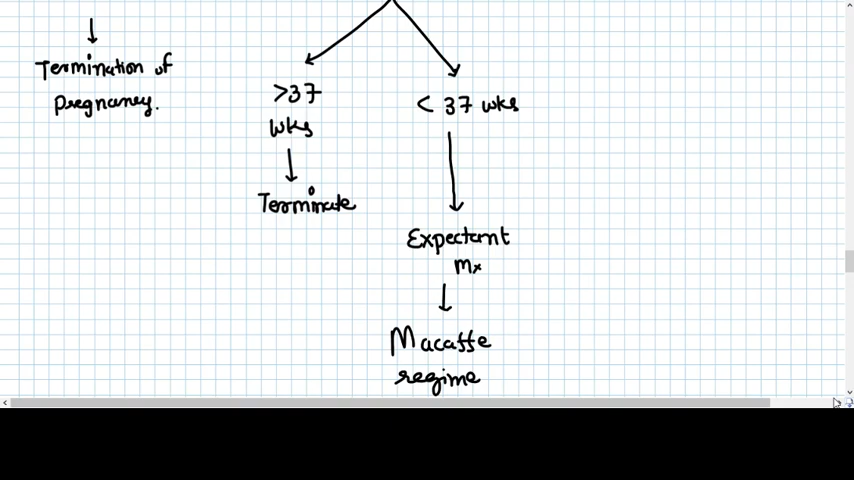 Termination of
pregnancy.
>37
wks
Terminate
< 37 wks
Expectant
mx
Macaffe
regime